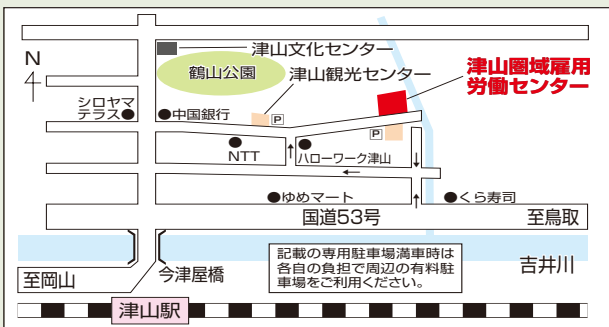 津山文化センター
N
鶴山公園
津山観光センター
津山圏域雇用
労働センター
シロヤマ
テラス
中国銀行
P
P
NTT
ハローワーク津山
ゆめマート
くら寿司
国道53号
至鳥取
記載の専用駐車場満車時は
各自の負担で周辺の有料駐
車場をご利用ください。
吉井川
至岡山
今津屋橋
津山駅